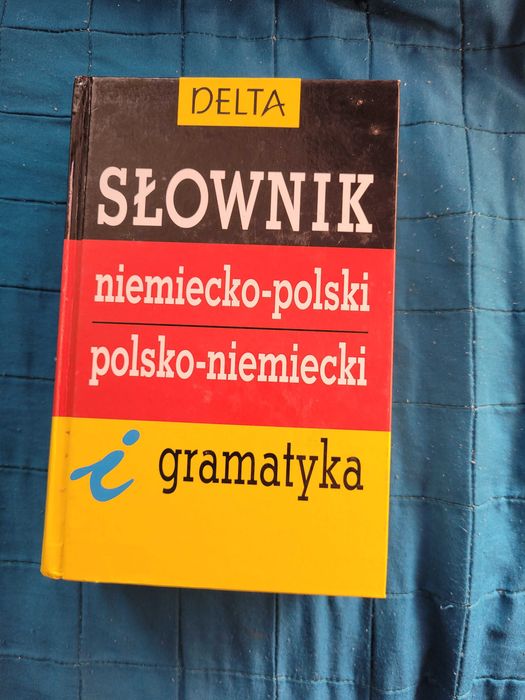 DELTA
SŁOWNIK
niemiecko-polski
polsko-niemiecki
i gramatyka